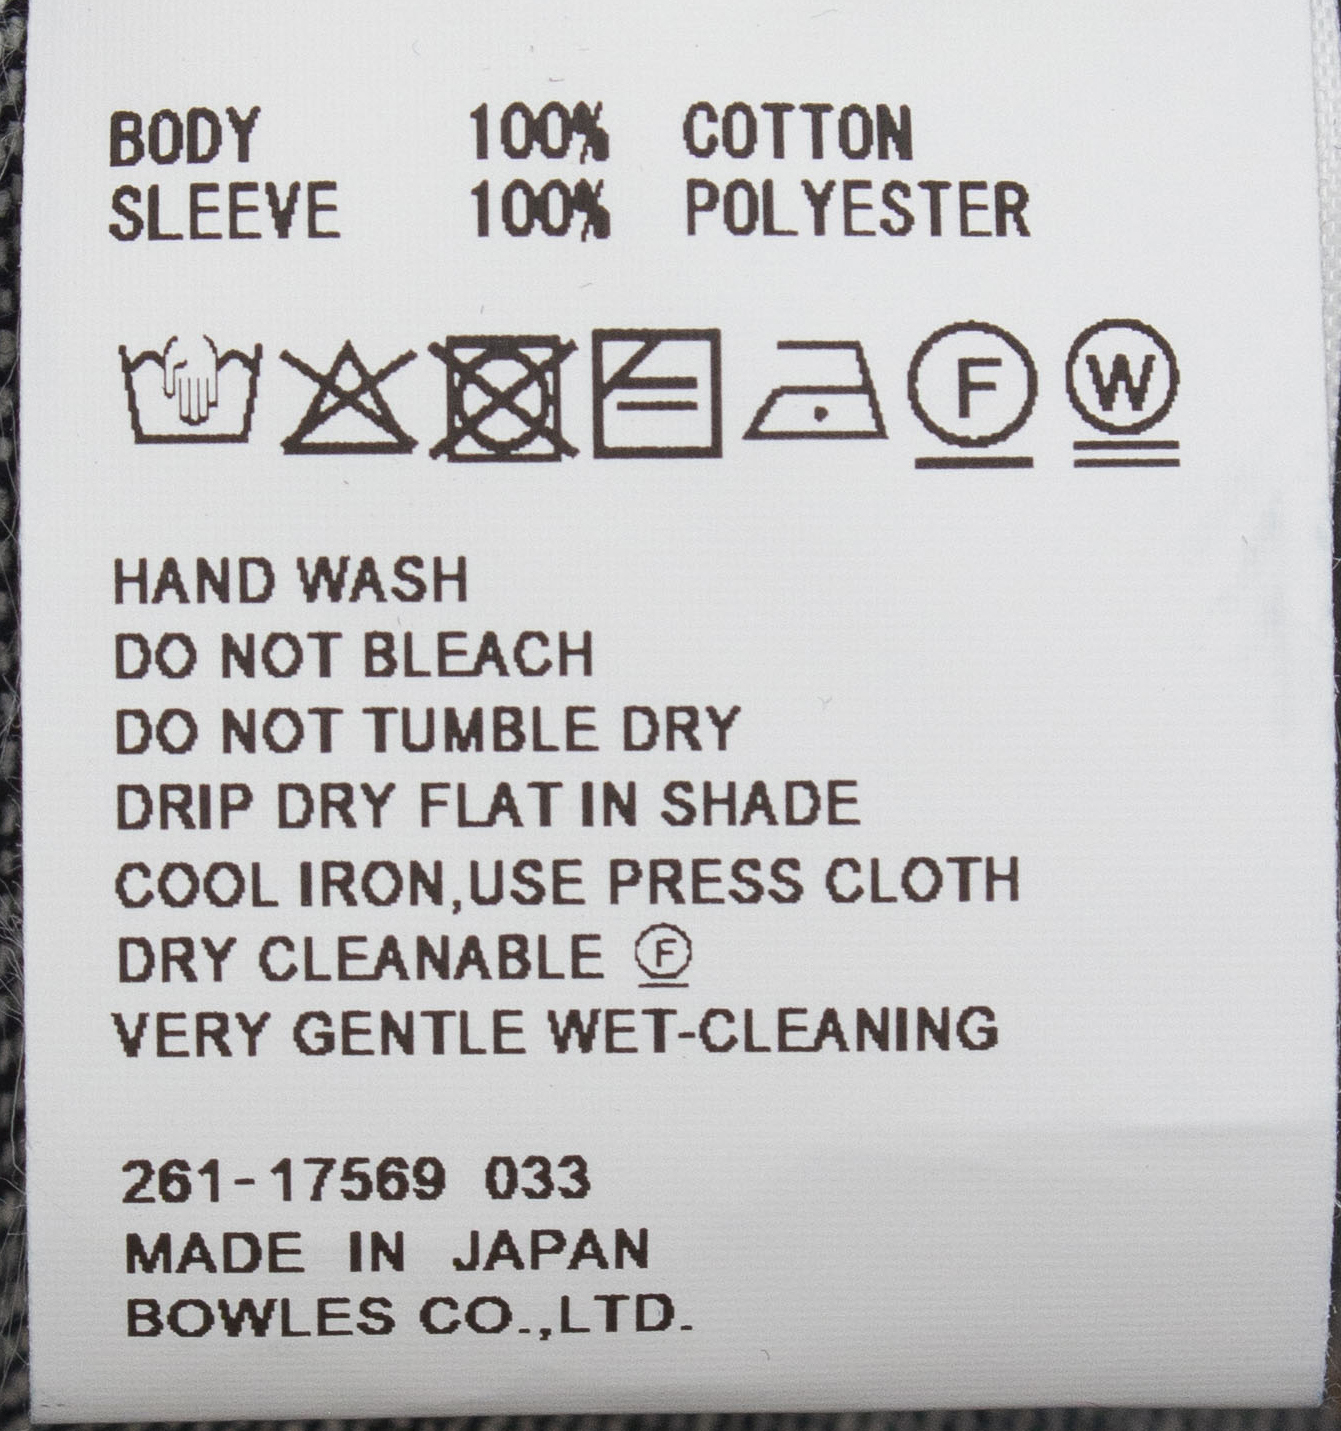 BODY 100% COTTON
SLEEVE 100% POLYESTER
F W
HAND WASH
DO NOT BLEACH
DO NOT TUMBLE DRY
DRIP DRY FLAT IN SHADE
COOL IRON,USE PRESS CLOTH
DRY CLEANABLE F
VERY GENTLE WET-CLEANING
261-17569 033
MADE IN JAPAN
BOWLES CO.,LTD.